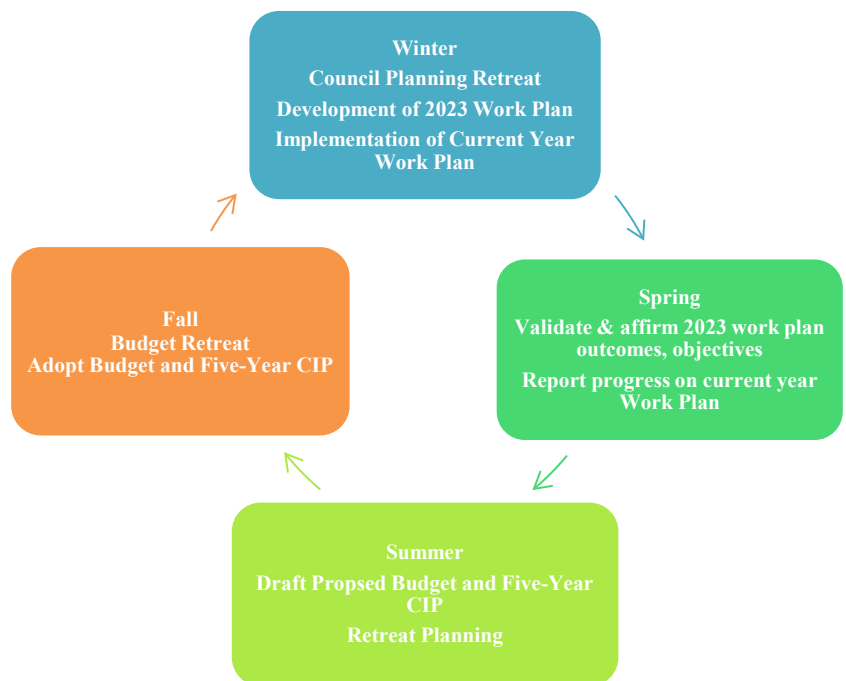 Winter
Council Planning Retreat
Development of 2023 Work Plan
Implementation of Current Year
Work Plan
Spring
Validate & affirm 2023 work plan
outcomes, objectives
Report progress on current year
Work Plan
Summer
Draft Propsed Budget and Five-Year
CIP
Retreat Planning
Fall
Budget Retreat
Adopt Budget and Five-Year CIP